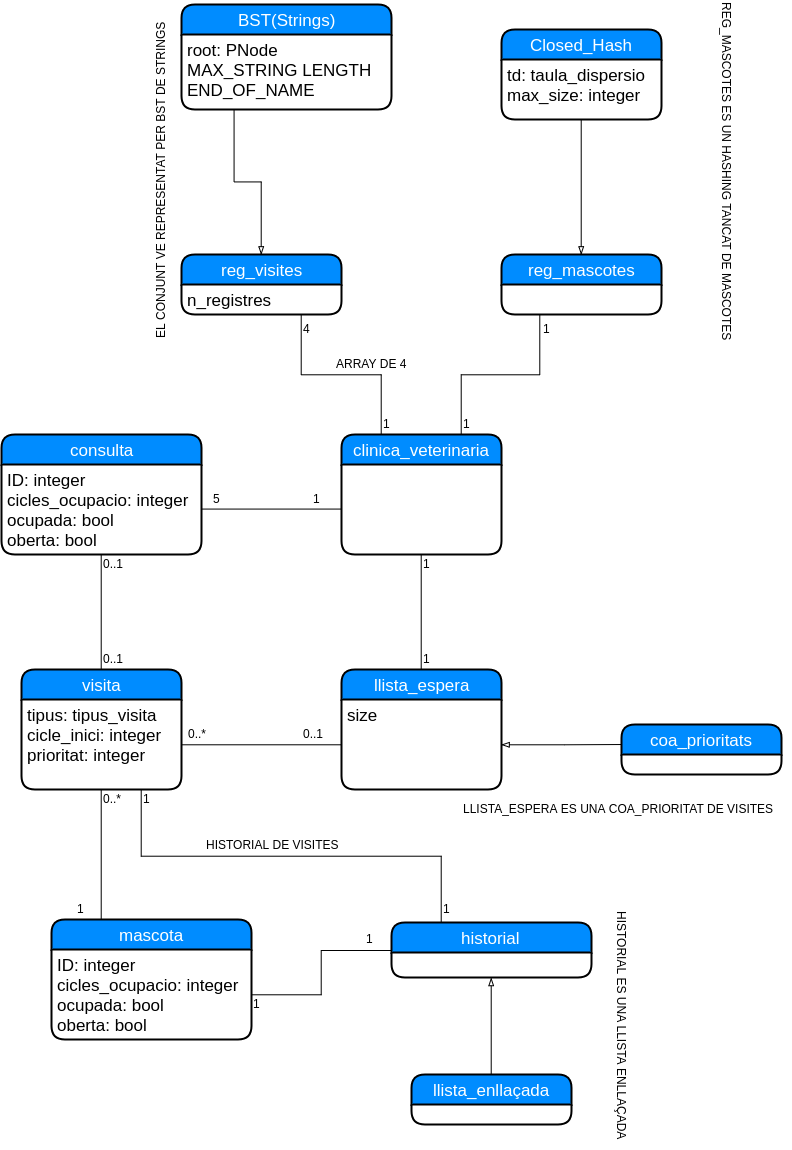 BST(Strings)
root: PNode
MAX_STRING LENGTH
END_OF_NAME
EL CONJUNT VE REPRESENTAT PER BST DE STRINGS
Closed_Hash
td: taula_dispersio
max_size: integer
REG_MASCOTES ES UN HASHING TANCAT DE MASCOTES
reg_visites
n_registres
reg_mascotes
4
1
ARRAY DE 4
1
1
consulta
ID: integer
cicles_ocupacio: integer
ocupada: bool
oberta: bool
5
1
clinica_veterinaria
0..1
1
0..1
1
visita
tipus: tipus_visita
cicle_inici: integer
prioritat: integer
0..*
0..1
llista_espera
size
coa_prioritats
LLISTA_ESPERA ES UNA COA_PRIORITAT DE VISITES
0..*
1
HISTORIAL DE VISITES
1
1
mascota
ID: integer
cicles_ocupacio: integer
ocupada: bool
oberta: bool
1
1
historial
HISTORIAL ES UNA LLISTA ENLLAÇADA
llista_enllaçada